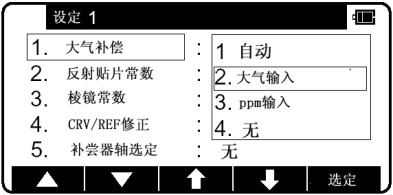 设定 1
1. 大气补偿 : 1 自动
2. 反射贴片常数 : 2. 大气输入
3. 棱镜常数 : 3. ppm输入
4. CRV/REF修正 : 4. 无
5. 补尝器轴选定 : 无
选定